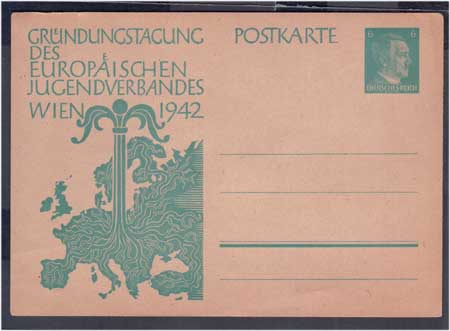 GRÜNDUNGSTAGUNG
DES
EUROPÄISCHEN
JUGENDVERBANDES
WIEN 1942
POSTKARTE
6 6
DEUTSCHES REICH